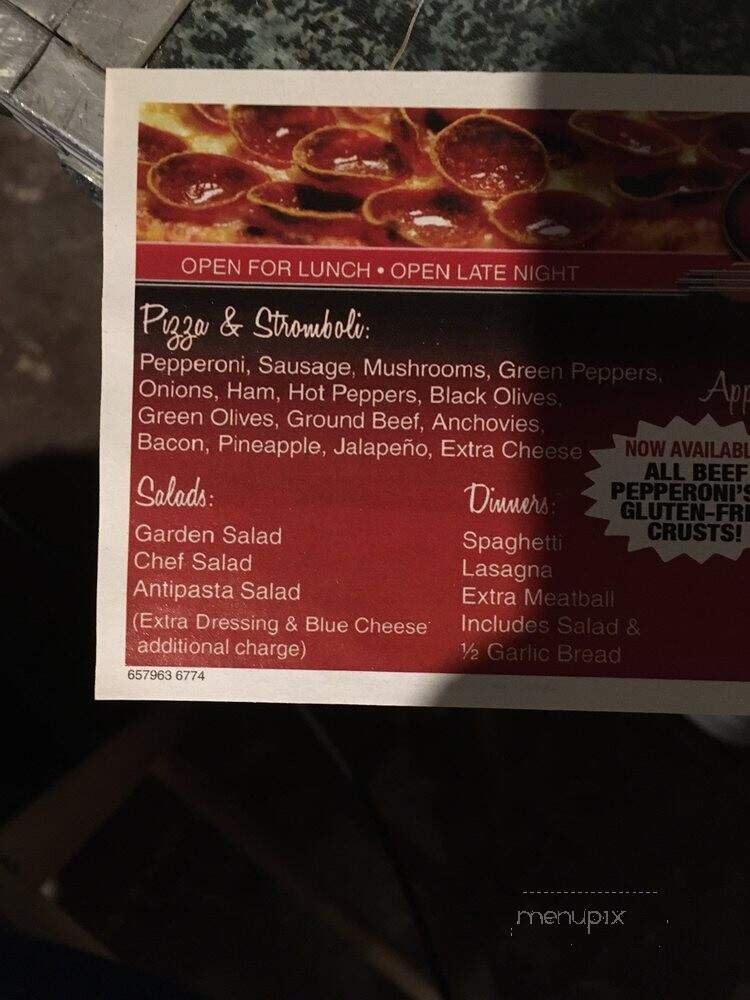 OPEN FOR LUNCH • OPEN LATE NIGHT
Pizza & Stromboli:
Pepperoni, Sausage, Mushrooms, Green Peppers,
Onions, Ham, Hot Peppers, Black Olives,
Green Olives, Ground Beef, Anchovies,
Bacon, Pineapple, Jalapeño, Extra Cheese
App
NOW AVAILABL
ALL BEEF
PEPPERONI'S
GLUTEN-FRE
CRUSTS!
Salads:
Garden Salad
Chef Salad
Antipasta Salad
(Extra Dressing & Blue Cheese
additional charge)
Dinners:
Spaghetti
Lasagna
Extra Meatball
Includes Salad &
½ Garlic Bread
657963 6774
menupix